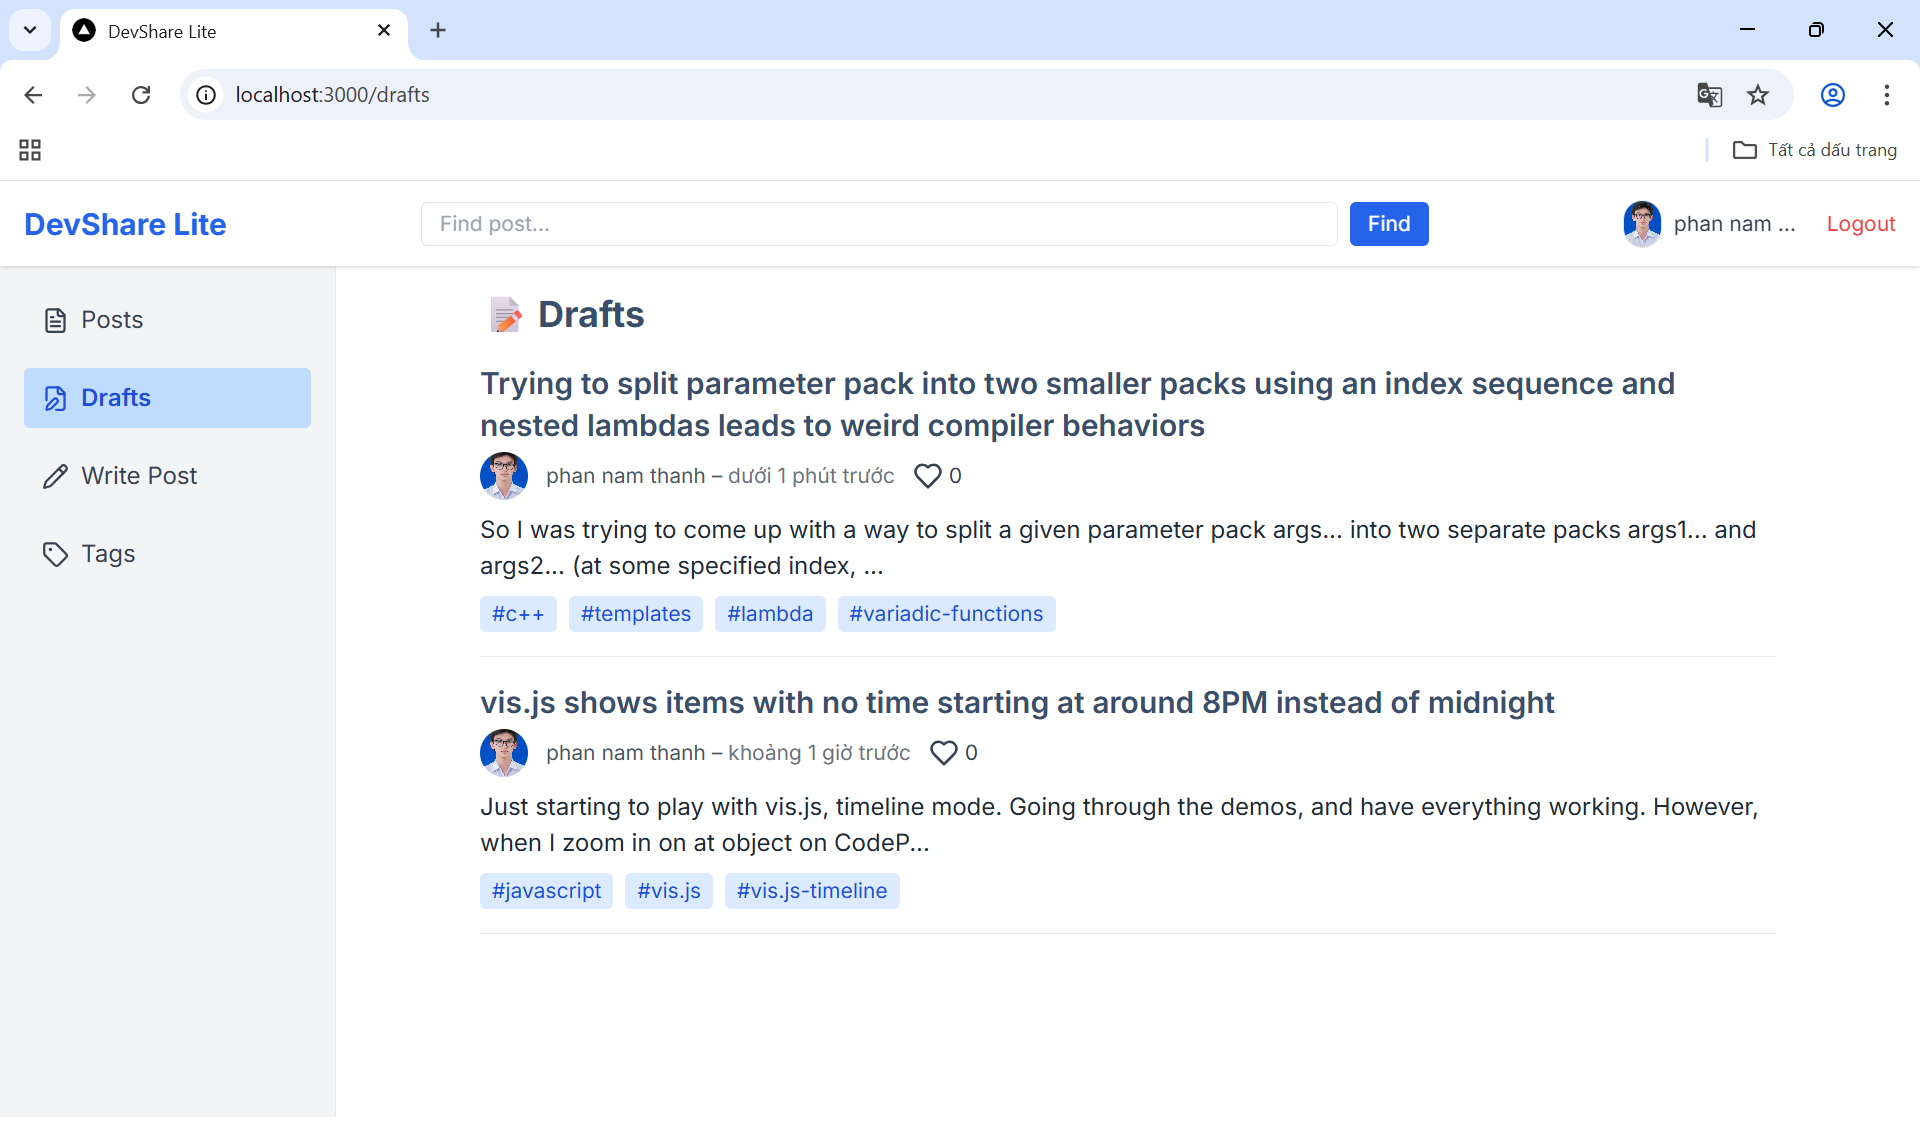 DevShare Lite
localhost:3000/drafts
Tất cả dấu trang
DevShare Lite
Find post...
Find
phan nam ...
Logout
Posts
Drafts
Write Post
Tags
Drafts
Trying to split parameter pack into two smaller packs using an index sequence and
nested lambdas leads to weird compiler behaviors
phan nam thanh – dưới 1 phút trước
0
So I was trying to come up with a way to split a given parameter pack args... into two separate packs args1... and
args2... (at some specified index, ...
#c++ #templates #lambda #variadic-functions
vis.js shows items with no time starting at around 8PM instead of midnight
phan nam thanh – khoảng 1 giờ trước
0
Just starting to play with vis.js, timeline mode. Going through the demos, and have everything working. However,
when I zoom in on at object on CodeP...
#javascript #vis.js #vis.js-timeline